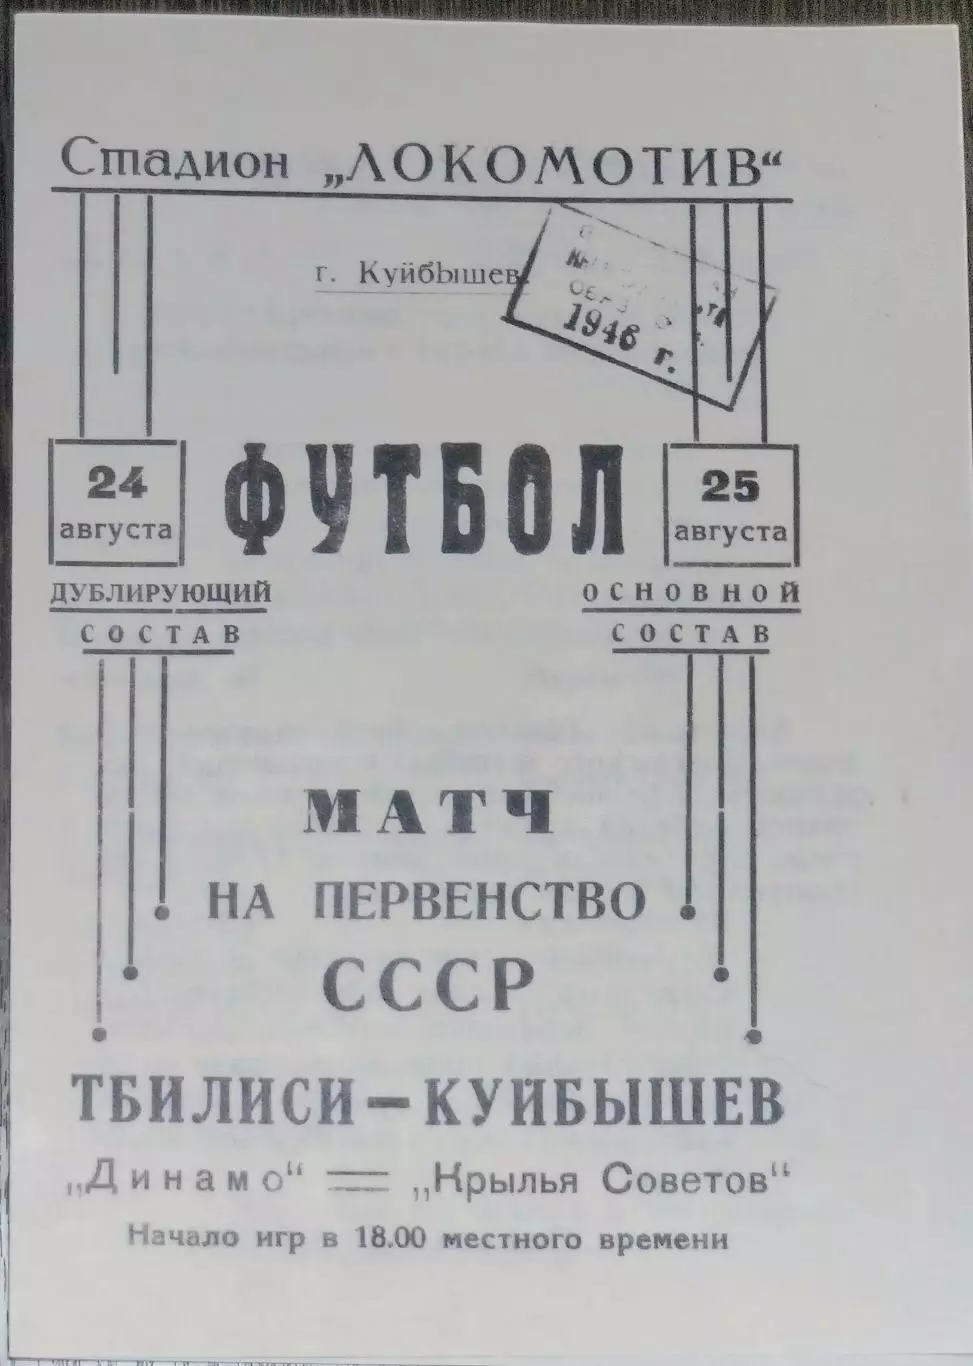 Стадион „ЛОКОМОТИВ“
г. Куйбышев
1946 г.
24
августа
ФУТБОЛ
25
августа
ДУБЛИРУЮЩИЙ
СОСТАВ
ОСНОВНОЙ
СОСТАВ
МАТЧ
НА ПЕРВЕНСТВО
СССР
ТБИЛИСИ—КУЙБЫШЕВ
„Динамо“ = „Крылья Советов“
Начало игр в 18.00 местного времени